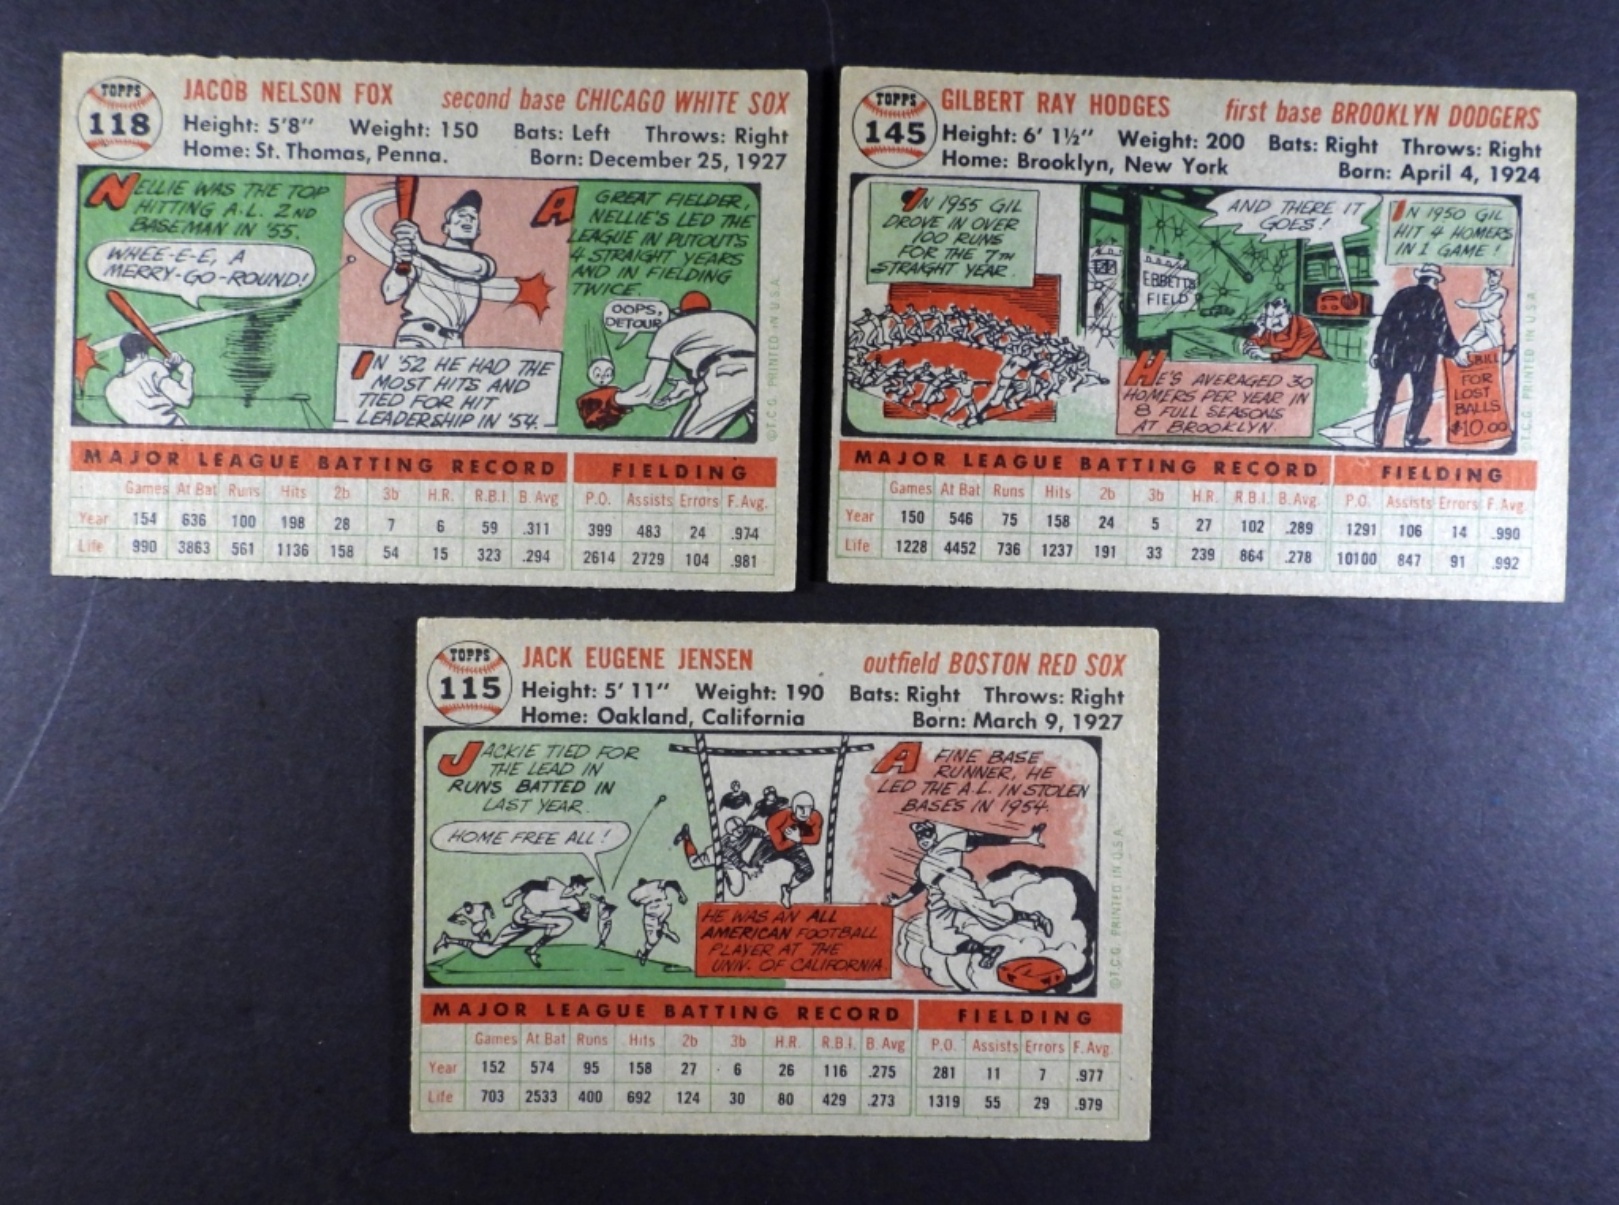 TOPPS
118
JACOB NELSON FOX second base CHICAGO WHITE SOX
Height: 5'8" Weight: 150 Bats: Left Throws: Right
Home: St. Thomas, Penna. Born: December 25, 1927
NELLIE WAS THE TOP
HITTING A.L. 2ND
BASEMAN IN '55.
WHEE-E-E, A
MERRY-GO-ROUND!
IN '52 HE HAD THE
MOST HITS AND
TIED FOR HIT
LEADERSHIP IN '54.
A GREAT FIELDER,
NELLIE'S LED THE
LEAGUE IN PUTOUTS
4 STRAIGHT YEARS
AND IN FIELDING
TWICE.
OOPS,
DETOUR
©T.C.G. PRINTED IN U.S.A.
MAJOR LEAGUE BATTING RECORD FIELDING
Games At Bat Runs Hits 2b 3b H.R. R.B.I. B. Avg P.O. Assists Errors F. Avg.
Year 154 636 100 198 28 7 6 59 .311 399 483 24 .974
Life 990 3863 561 1136 158 54 15 323 .294 2614 2729 104 .981
TOPPS
145
GILBERT RAY HODGES first base BROOKLYN DODGERS
Height: 6' 1½" Weight: 200 Bats: Right Throws: Right
Home: Brooklyn, New York Born: April 4, 1924
IN 1955 GIL
DROVE IN OVER
100 RUNS
FOR THE 7TH
STRAIGHT YEAR.
EBBETTS
FIELD
AND THERE IT
GOES!
HE'S AVERAGED 30
HOMERS PER YEAR IN
8 FULL SEASONS
AT BROOKLYN.
IN 1950 GIL
HIT 4 HOMERS
IN 1 GAME!
BILL
FOR
LOST
BALLS
$10.00
T.C.G. PRINTED IN U.S.A
MAJOR LEAGUE BATTING RECORD FIELDING
Games At Bat Runs Hits 2b 3b H.R. R.B.I. B. Avg. P.O. Assists Errors F. Avg.
Year 150 546 75 158 24 5 27 102 .289 1291 106 14 .990
Life 1228 4452 736 1237 191 33 239 864 .278 10100 847 91 .992
TOPPS
115
JACK EUGENE JENSEN outfield BOSTON RED SOX
Height: 5' 11" Weight: 190 Bats: Right Throws: Right
Home: Oakland, California Born: March 9, 1927
JACKIE TIED FOR
THE LEAD IN
RUNS BATTED IN
LAST YEAR.
HOME FREE ALL!
HE WAS AN ALL
AMERICAN FOOTBALL
PLAYER AT THE
UNIV. OF CALIFORNIA.
A FINE BASE
RUNNER, HE
LED THE A.L. IN STOLEN
BASES IN 1954.
©T.C.G. PRINTED IN U.S.A.
MAJOR LEAGUE BATTING RECORD FIELDING
Games At Bat Runs Hits 2b 3b H.R. R.B.I. B. Avg P.O. Assists Errors F. Avg.
Year 152 574 95 158 27 6 26 116 .275 281 11 7 .977
Life 703 2533 400 692 124 30 80 429 .273 1319 55 29 .979